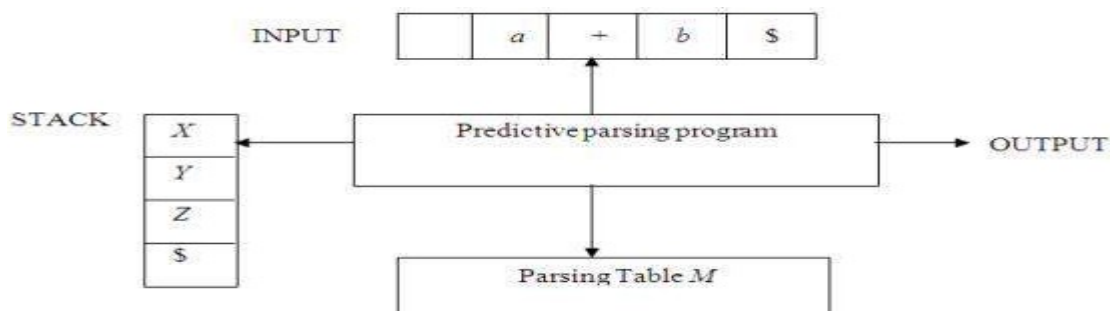 INPUT a + b $
STACK
X
Predictive parsing program
OUTPUT
Y
Z
$
Parsing Table M